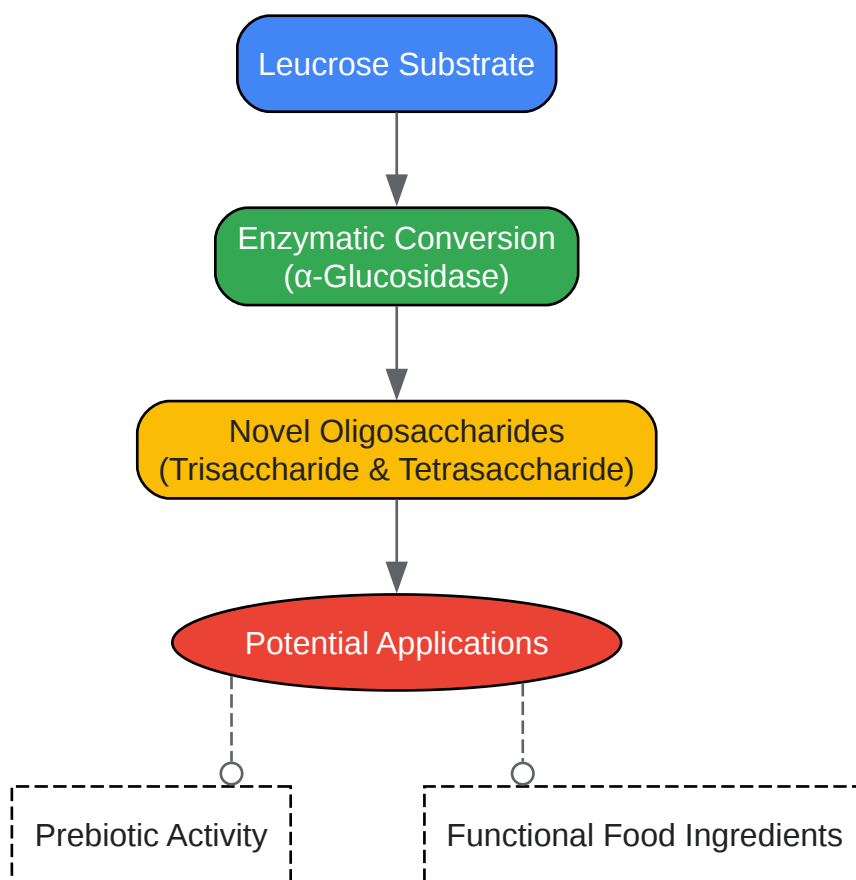 Leucrose Substrate
Enzymatic Conversion
(α-Glucosidase)
Novel Oligosaccharides
(Trisaccharide & Tetrasaccharide)
Potential Applications
Prebiotic Activity
Functional Food Ingredients